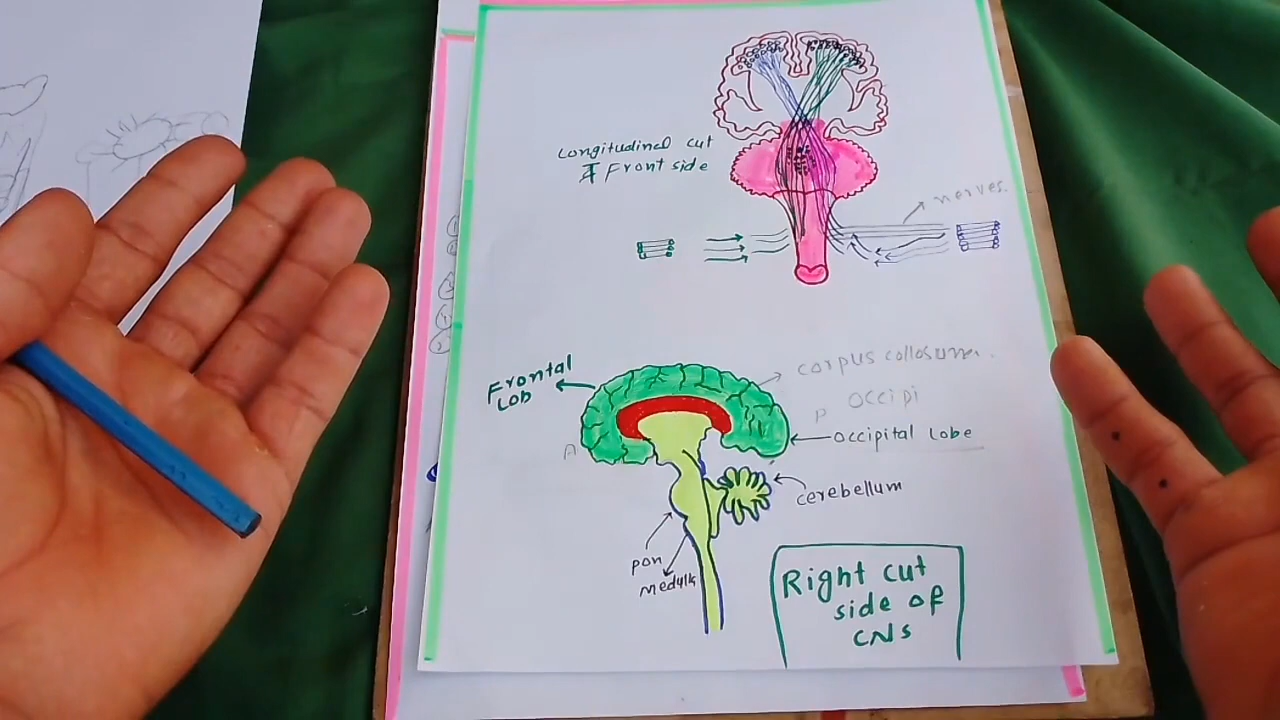 Longitudinal cut
Front side
nerves.
Frontal
Lob
corpus collosum.
P Occipi
Occipital Lobe
A
cerebellum
pon
medulla
Right cut
side of
CNS